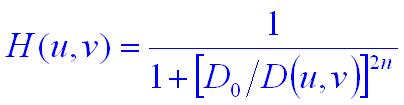 H(u,v) = 1 / (1 + [D₀/D(u,v)]²ⁿ)